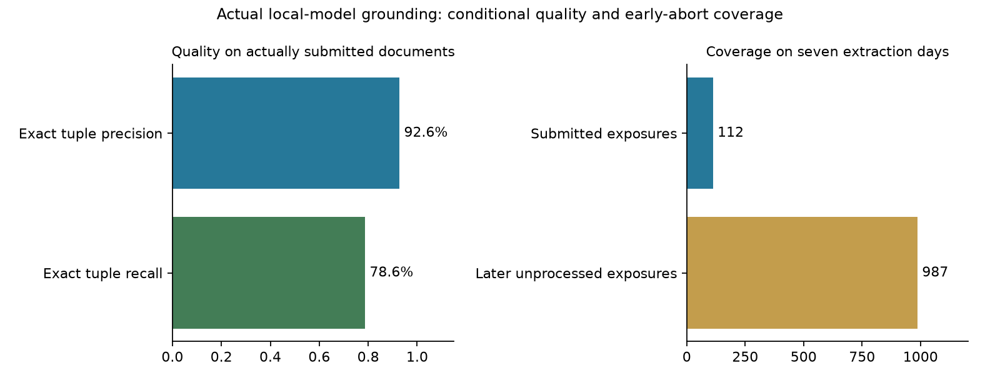 Actual local-model grounding: conditional quality and early-abort coverage
Quality on actually submitted documents
Exact tuple precision
92.6%
Exact tuple recall
78.6%
0.0 0.2 0.4 0.6 0.8 1.0
Coverage on seven extraction days
Submitted exposures
112
Later unprocessed exposures
987
0 250 500 750 1000